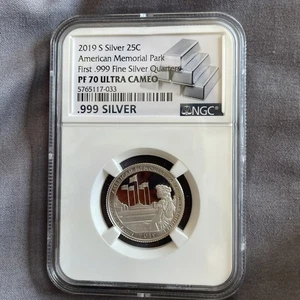 2019 S Silver 25C
American Memorial Park
First .999 Fine Silver Quarters
PF 70 ULTRA CAMEO
5765117-033
NGC
.999 SILVER